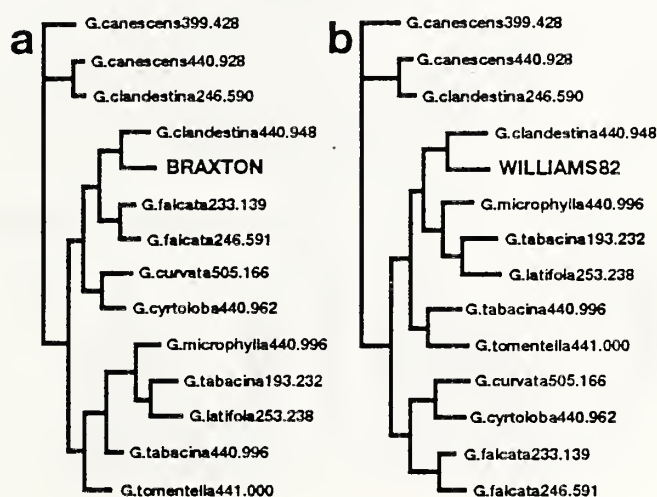 a
G.canescens399.428
G.canescens440.928
G.clandestina246.590
G.clandestina440.948
BRAXTON
G.falcata233.139
G.falcata246.591
G.curvata505.166
G.cyrtoloba440.962
G.microphylla440.996
G.tabacina193.232
G.latifola253.238
G.tabacina440.996
G.tomentella441.000
b
G.canescens399.428
G.canescens440.928
G.clandestina246.590
G.clandestina440.948
WILLIAMS82
G.microphylla440.996
G.tabacina193.232
G.latifola253.238
G.tabacina440.996
G.tomentella441.000
G.curvata505.166
G.cyrtoloba440.962
G.falcata233.139
G.falcata246.591